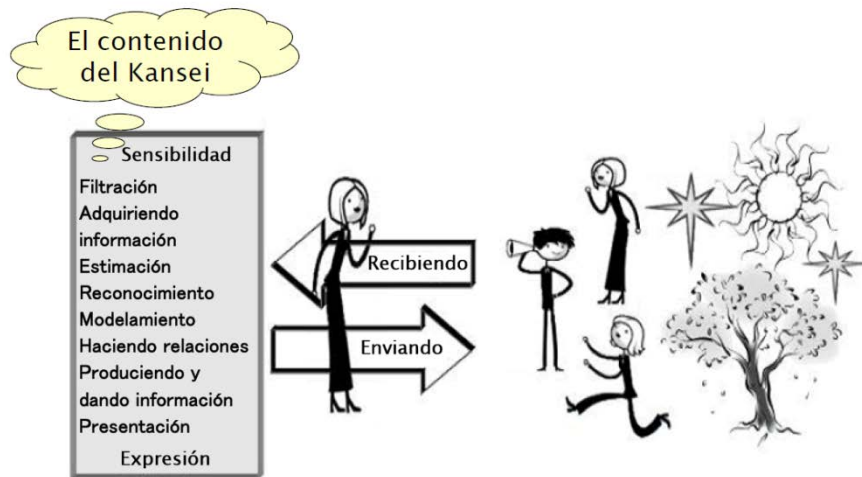 El contenido
del Kansei
Sensibilidad
Filtración
Adquiriendo
información
Estimación
Reconocimiento
Modelamiento
Haciendo relaciones
Produciendo y
dando información
Presentación
Expresión
Recibiendo
Enviando